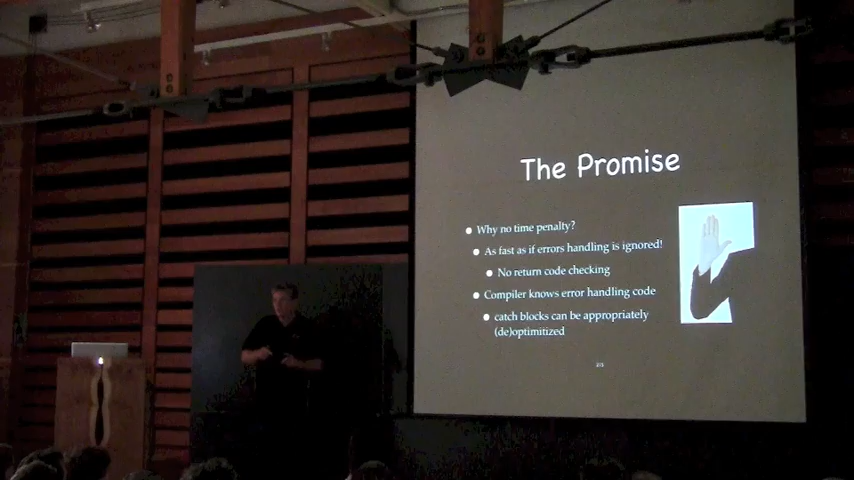 The Promise
Why no time penalty?
As fast as if errors handling is ignored!
No return code checking
Compiler knows error handling code
catch blocks can be appropriately
(de)optimitized